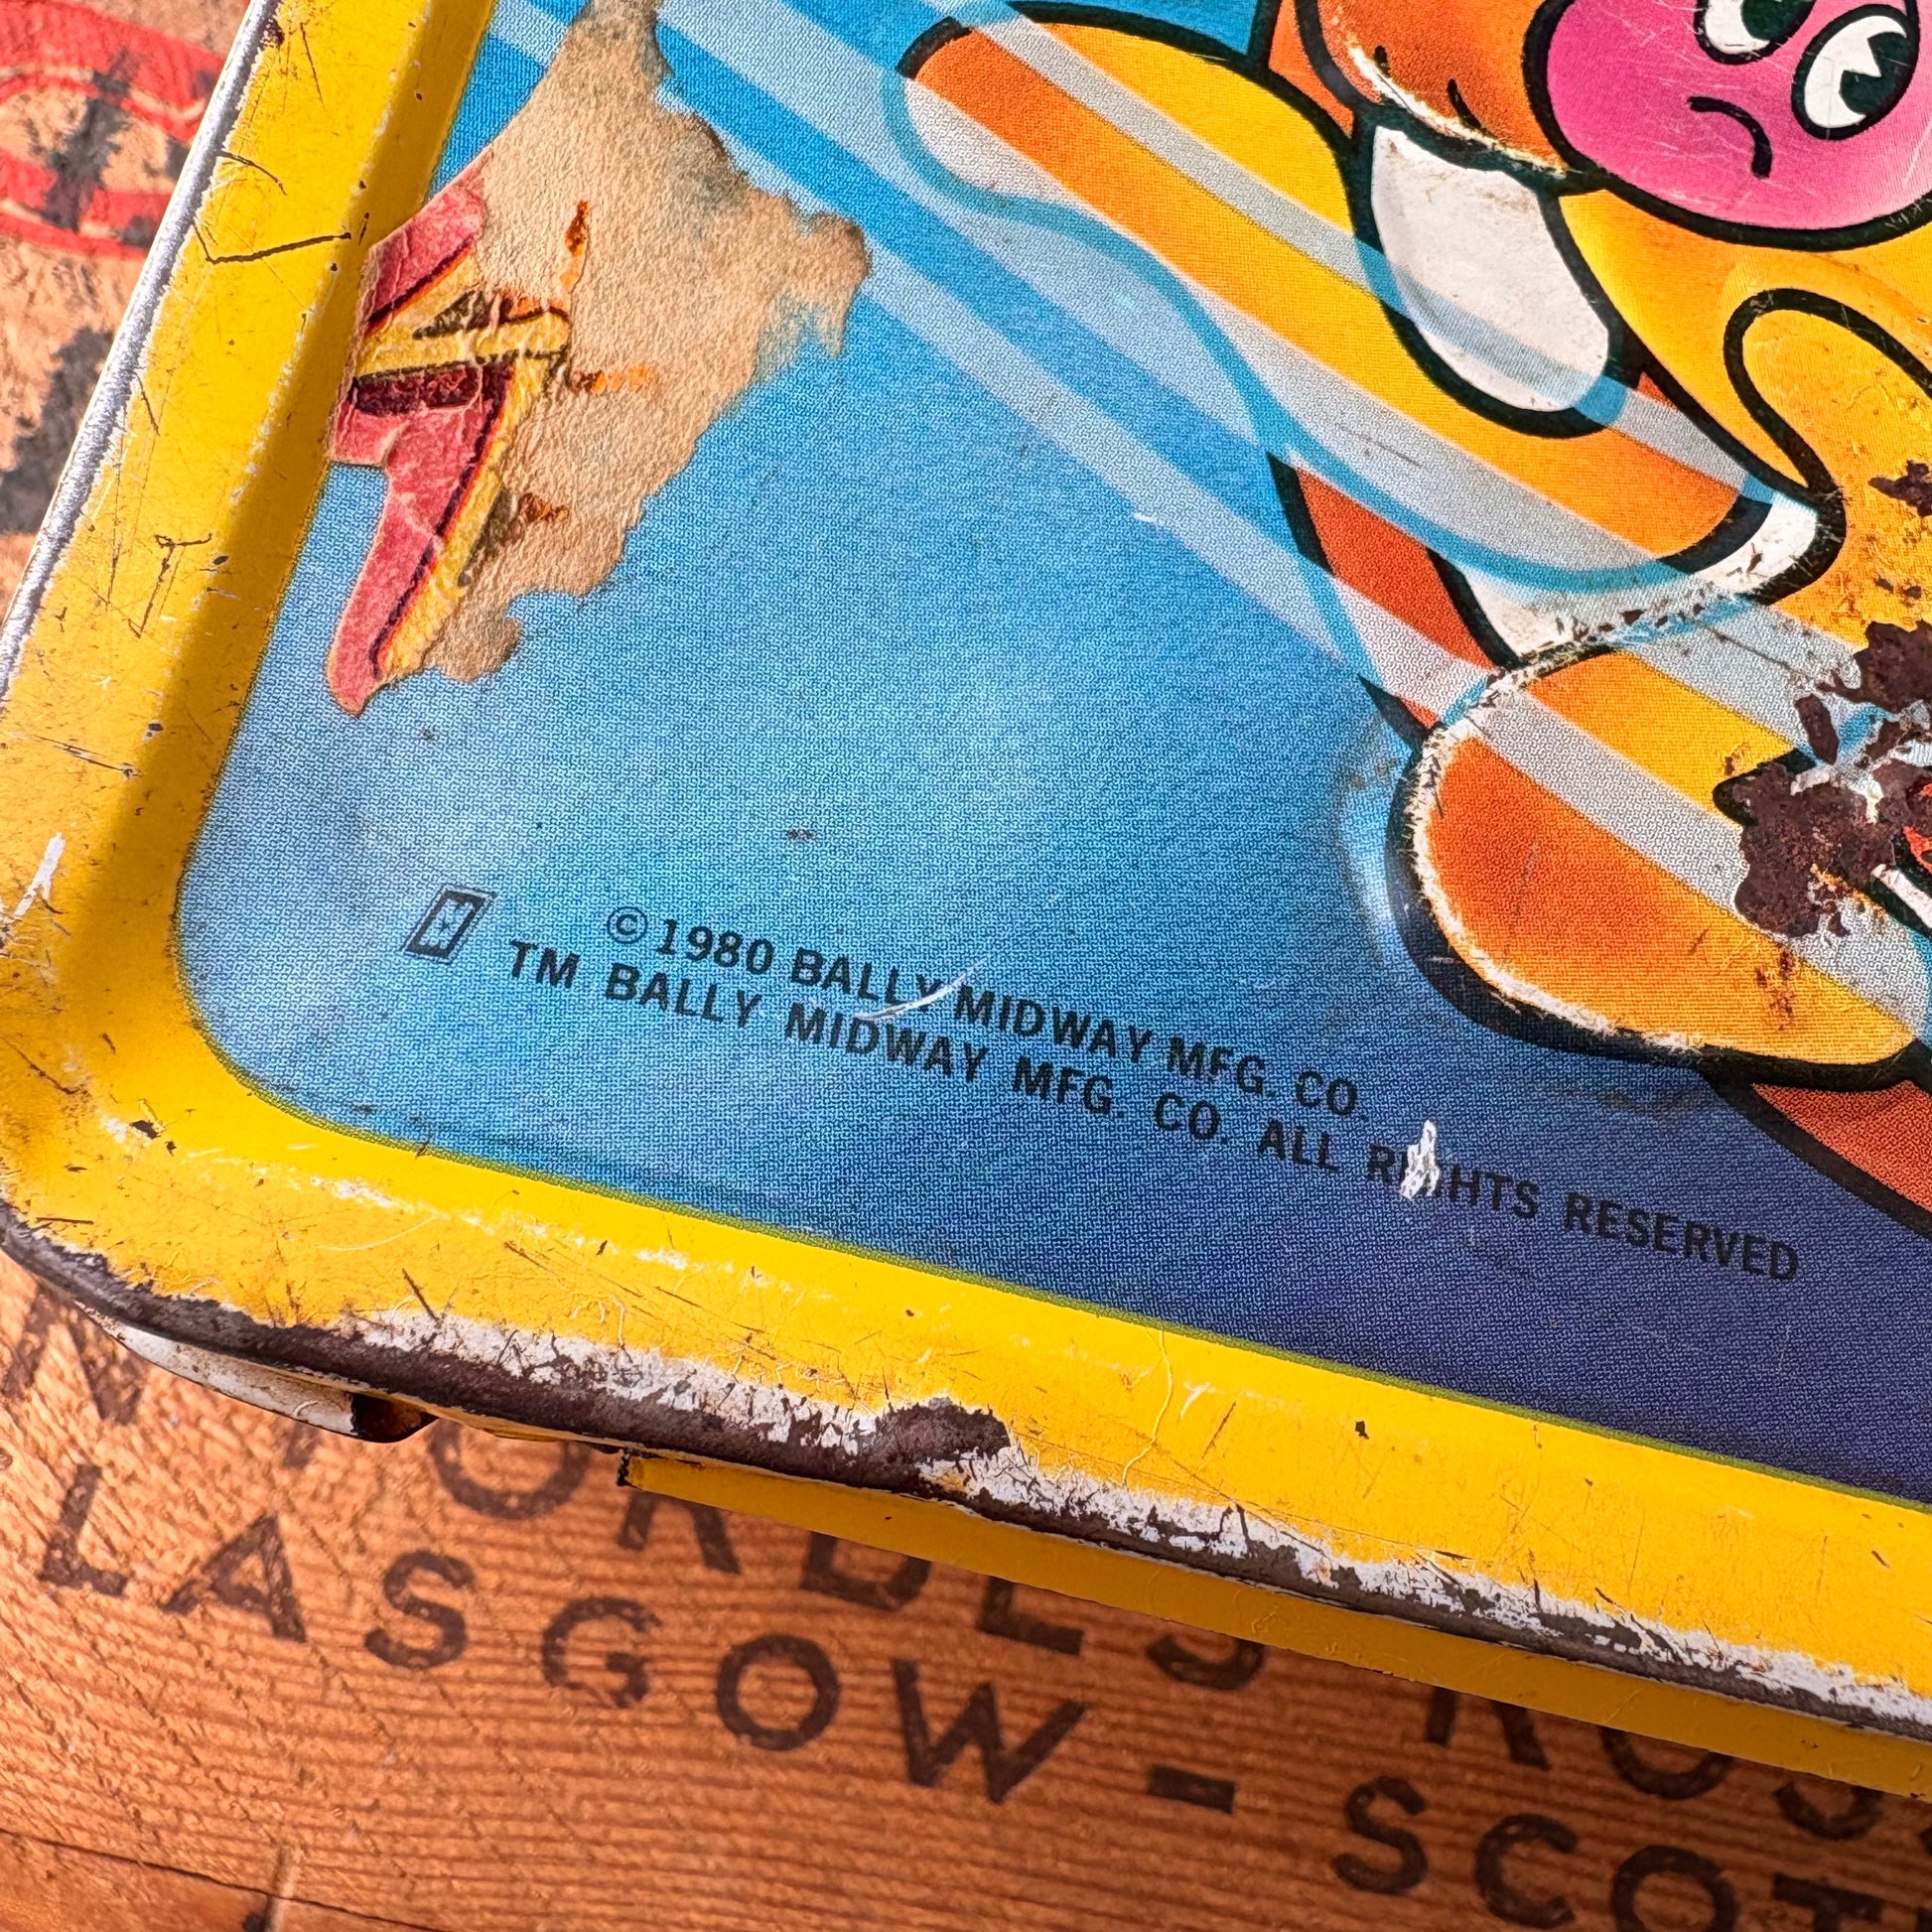 © 1980 BALLY MIDWAY MFG. CO.
TM BALLY MIDWAY MFG. CO. ALL RIGHTS RESERVED
LASGOW - SCOT